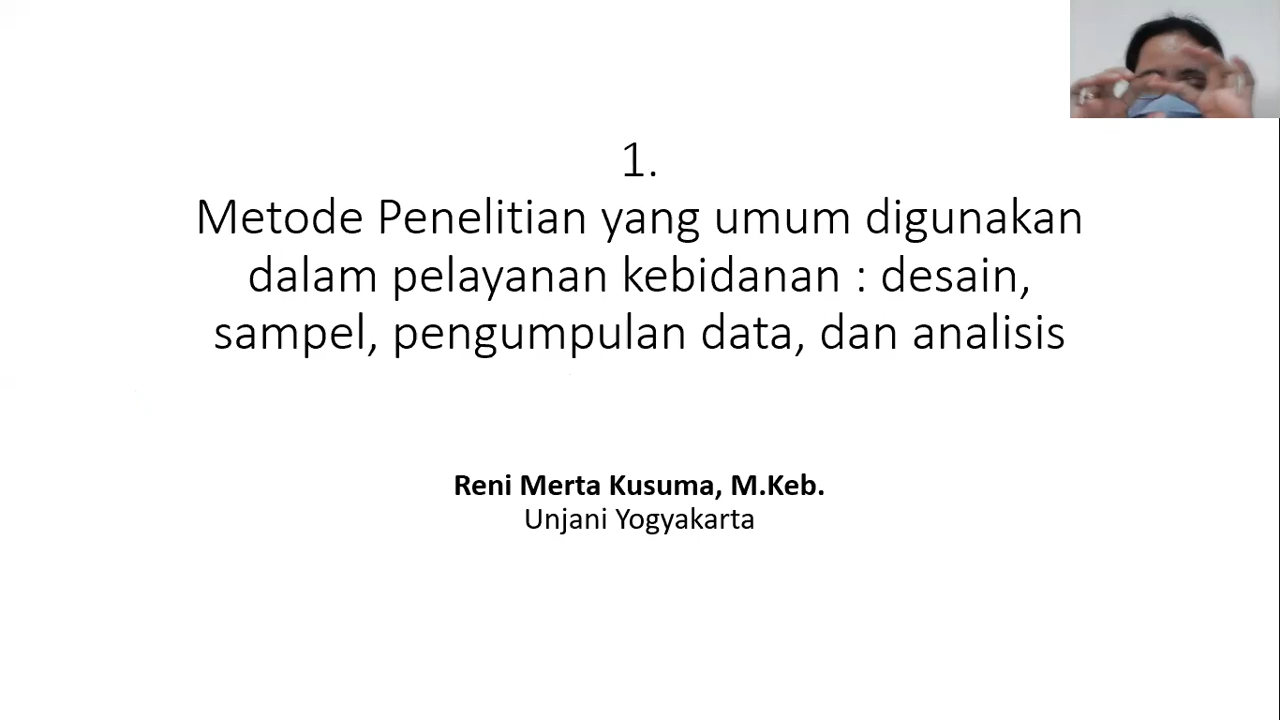 1.
Metode Penelitian yang umum digunakan
dalam pelayanan kebidanan : desain,
sampel, pengumpulan data, dan analisis
Reni Merta Kusuma, M.Keb.
Unjani Yogyakarta